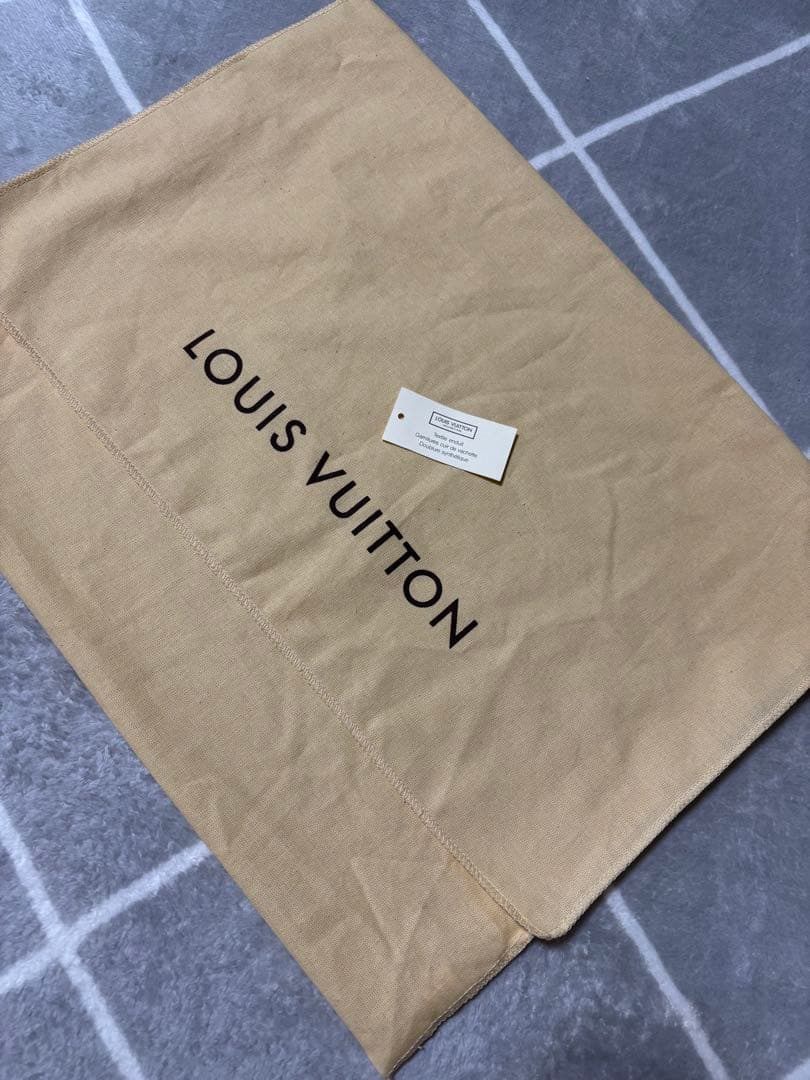 LOUIS VUITTON
LOUIS VUITTON
Textile enduit
Garnitures cuir de vachette
Doublure synthétique